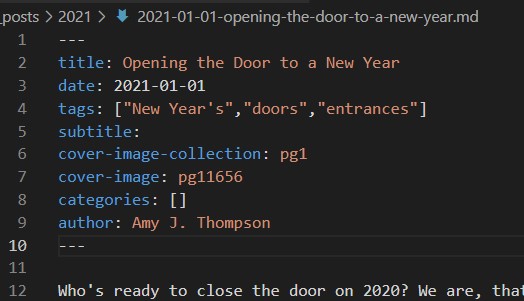 _posts > 2021 > 2021-01-01-opening-the-door-to-a-new-year.md
1 ---
2 title: Opening the Door to a New Year
3 date: 2021-01-01
4 tags: ["New Year's","doors","entrances"]
5 subtitle:
6 cover-image-collection: pg1
7 cover-image: pg11656
8 categories: []
9 author: Amy J. Thompson
10 ---
11
12 Who's ready to close the door on 2020? We are, that